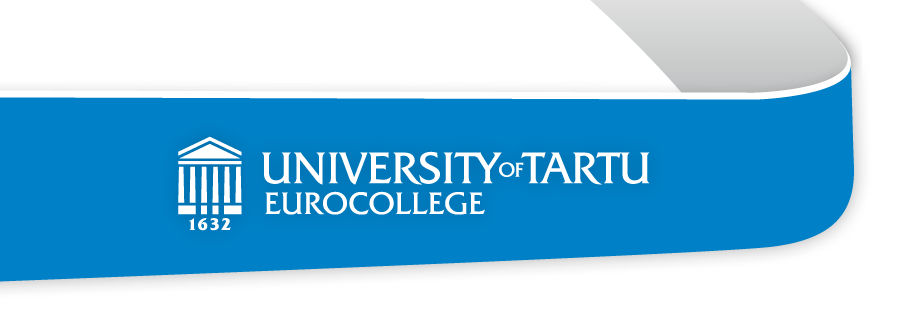 UNIVERSITY OF TARTU
EUROCOLLEGE
1632